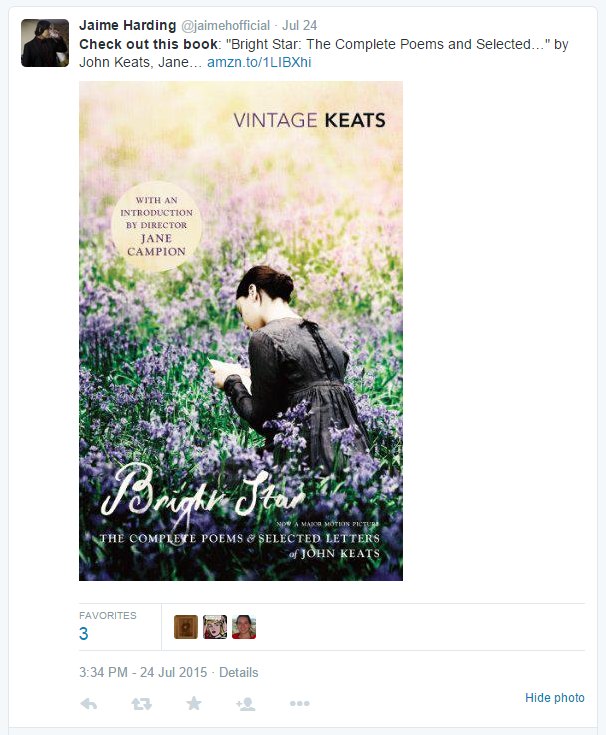 Jaime Harding @jaimehofficial · Jul 24
Check out this book: "Bright Star: The Complete Poems and Selected..." by
John Keats, Jane... amzn.to/1LIBXhi
VINTAGE KEATS
WITH AN
INTRODUCTION
BY DIRECTOR
JANE
CAMPION
Bright Star
NOW A MAJOR MOTION PICTURE
THE COMPLETE POEMS & SELECTED LETTERS
of JOHN KEATS
FAVORITES
3
3:34 PM - 24 Jul 2015 · Details
Hide photo